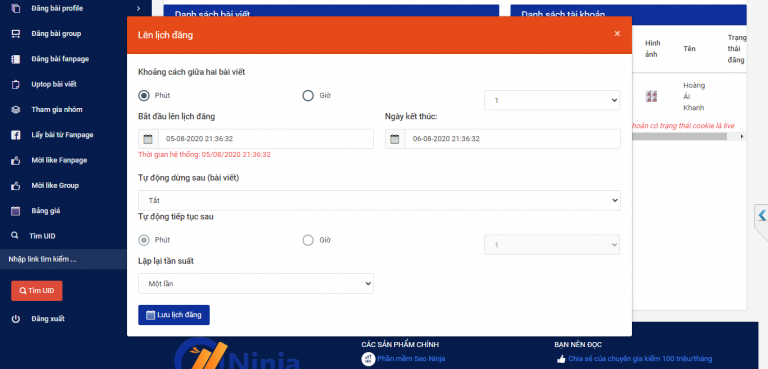 Đăng bài profile
Đăng bài group
Đăng bài fanpage
Uptop bài viết
Tham gia nhóm
Lấy bài từ Fanpage
Mời like Fanpage
Mời like Group
Bảng giá
Tìm UID
Nhập link tìm kiếm ...
Tìm UID
Đăng xuất
Danh sách bài viết
Danh sách tài khoản
Lên lịch đăng
×
Khoảng cách giữa hai bài viết
Phút
Giờ
1
Bắt đầu lên lịch đăng
Ngày kết thúc:
05-08-2020 21:36:32
06-08-2020 21:36:32
Thời gian hệ thống: 05/08/2020 21:36:32
Tự động dừng sau (bài viết)
Tắt
Tự động tiếp tục sau
Phút
Giờ
1
Lặp lại tần suất
Một lần
Lưu lịch đăng
Hình ảnh
Tên
Trạng thái đăng
Hoàng
Ái
Khanh
khoản có trạng thái cookie là live
Ninja
CÁC SẢN PHẨM CHÍNH
Phần mềm Seo Ninja
BẠN NÊN ĐỌC
Chia sẻ của chuyên gia kiếm 100 triệu/tháng